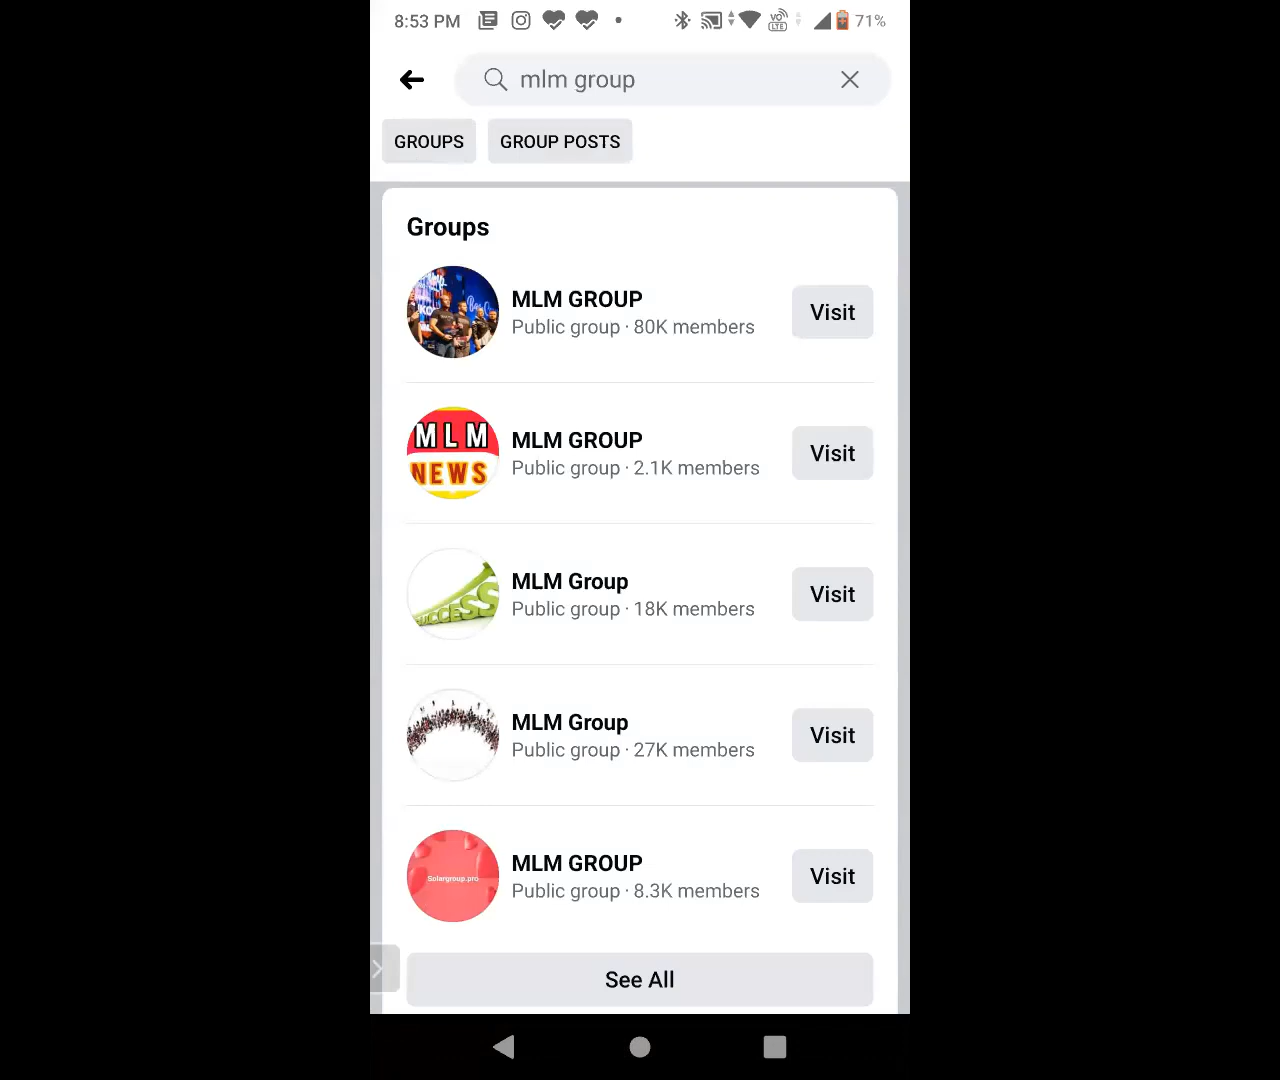 8:53 PM
VO
LTE
71%
mlm group
GROUPS
GROUP POSTS
Groups
MLM GROUP
Public group · 80K members
Visit
MLM
NEWS
MLM GROUP
Public group · 2.1K members
Visit
SUCCESS
MLM Group
Public group · 18K members
Visit
MLM Group
Public group · 27K members
Visit
Solargroup.pro
MLM GROUP
Public group · 8.3K members
Visit
See All